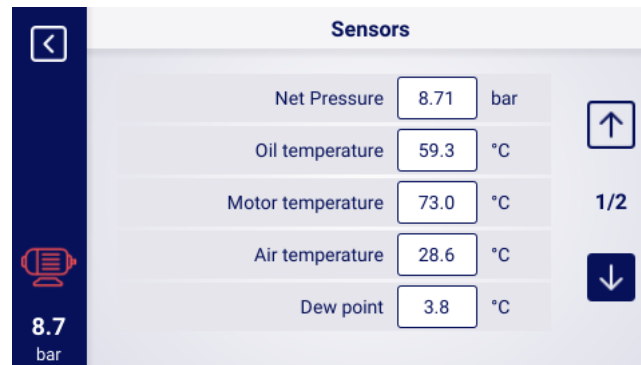 Sensors
Net Pressure 8.71 bar
Oil temperature 59.3 °C
Motor temperature 73.0 °C
1/2
Air temperature 28.6 °C
Dew point 3.8 °C
8.7
bar